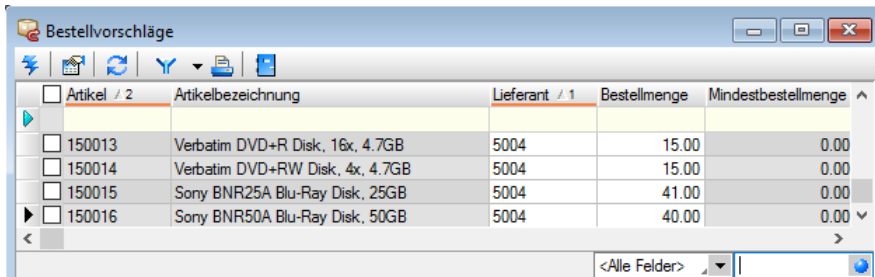 Bestellvorschläge
Artikel / 2 Artikelbezeichnung Lieferant / 1 Bestellmenge Mindestbestellmenge
150013 Verbatim DVD+R Disk, 16x, 4.7GB 5004 15.00 0.00
150014 Verbatim DVD+RW Disk, 4x, 4.7GB 5004 15.00 0.00
150015 Sony BNR25A Blu-Ray Disk, 25GB 5004 41.00 0.00
150016 Sony BNR50A Blu-Ray Disk, 50GB 5004 40.00 0.00
<Alle Felder>